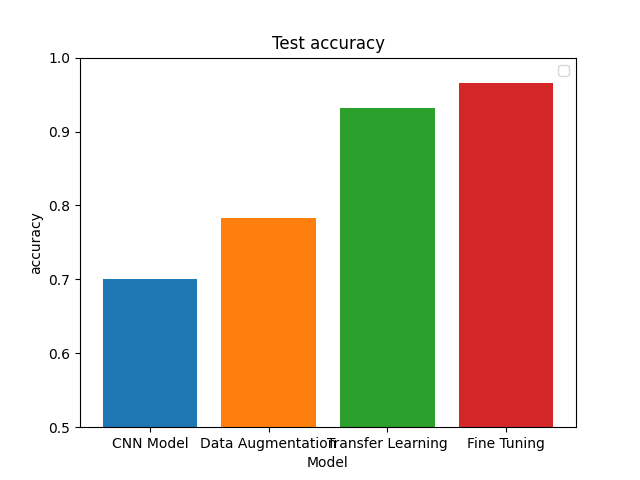 Test accuracy
1.0
0.9
0.8
0.7
0.6
0.5
accuracy
CNN Model
Data Augmentation
Transfer Learning
Fine Tuning
Model